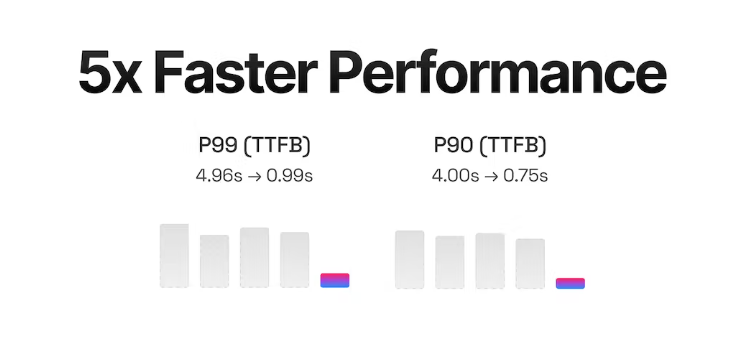 5x Faster Performance
P99 (TTFB)
4.96s → 0.99s
P90 (TTFB)
4.00s → 0.75s